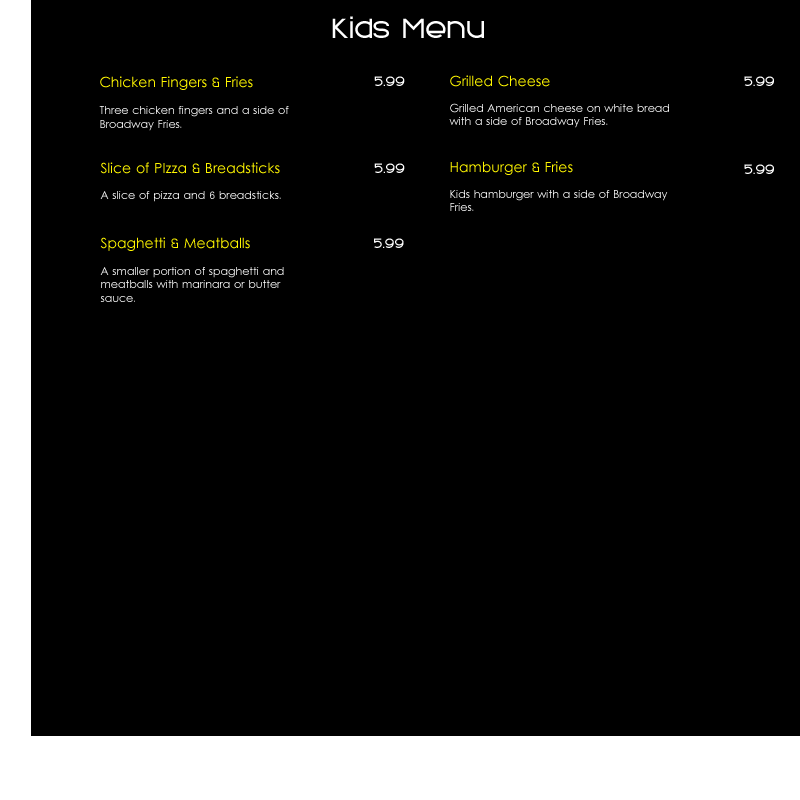 Kids Menu
Chicken Fingers & Fries 5.99
Three chicken fingers and a side of
Broadway Fries.
Slice of PIzza & Breadsticks 5.99
A slice of pizza and 6 breadsticks.
Spaghetti & Meatballs 5.99
A smaller portion of spaghetti and
meatballs with marinara or butter
sauce.
Grilled Cheese 5.99
Grilled American cheese on white bread
with a side of Broadway Fries.
Hamburger & Fries 5.99
Kids hamburger with a side of Broadway
Fries.